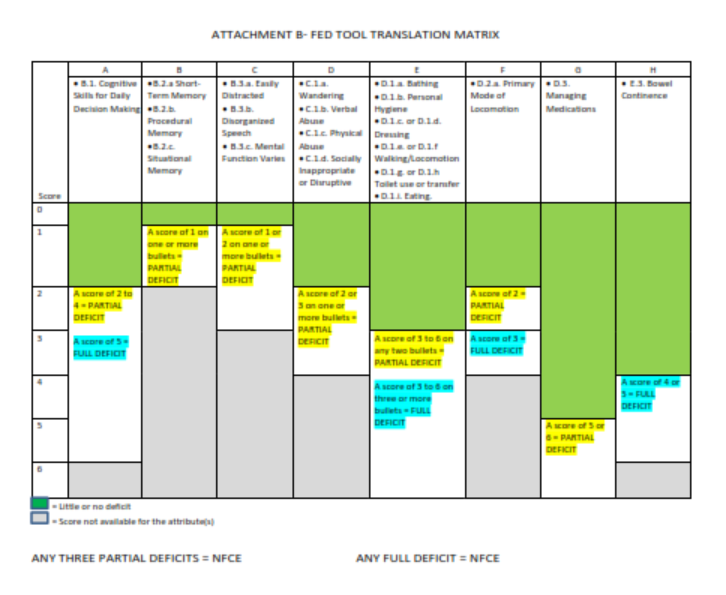 ATTACHMENT B- FED TOOL TRANSLATION MATRIX
A
B
C
D
E
F
G
H
Score
• B.1. Cognitive
Skills for Daily
Decision Making
•B.2.a Short-
Term Memory
•B.2.b.
Procedural
Memory
•B.2.c.
Situational
Memory
• B.3.a. Easily
Distracted
• B.3.b.
Disorganized
Speech
• B.3.c. Mental
Function Varies
• C.1.a.
Wandering
• C.1.b. Verbal
Abuse
• C.1.c. Physical
Abuse
• C.1.d. Socially
Inappropriate
or Disruptive
• D.1.a. Bathing
• D.1.b. Personal
Hygiene
• D.1.c. or D.1.d.
Dressing
• D.1.e. or D.1.f
Walking/Locomotion
• D.1.g. or D.1.h
Toilet use or transfer
• D.1.i. Eating.
• D.2.a. Primary
Mode of
Locomotion
• D.3.
Managing
Medications
• E.3. Bowel
Continence
0
1
A score of 1 on
one or more
bullets =
PARTIAL
DEFICIT
A score of 1 or
2 on one or
more bullets =
PARTIAL
DEFICIT
2
A score of 2 to
4 = PARTIAL
DEFICIT
A score of 5 =
FULL DEFICIT
A score of 2 or
3 on one or
more bullets =
PARTIAL
DEFICIT
A score of 2 =
PARTIAL
DEFICIT
3
A score of 3 to 6 on
any two bullets =
PARTIAL DEFICIT
A score of 3 to 6 on
three or more
bullets = FULL
DEFICIT
A score of 3 =
FULL DEFICIT
4
A score of 4 or
5 = FULL
DEFICIT
5
A score of 5 or
6 = PARTIAL
DEFICIT
6
= Little or no deficit
= Score not available for the attribute(s)
ANY THREE PARTIAL DEFICITS = NFCE
ANY FULL DEFICIT = NFCE